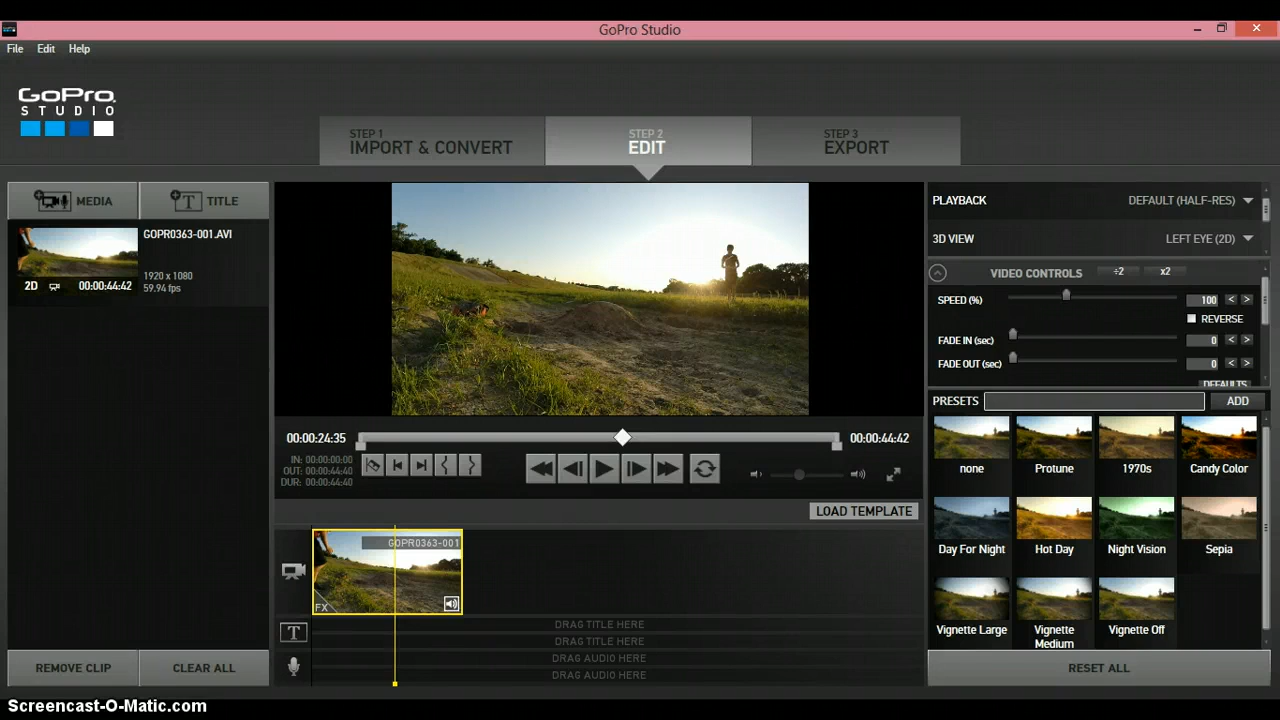 GoPro Studio
File Edit Help
GoPro
STUDIO
STEP 1
IMPORT & CONVERT
STEP 2
EDIT
STEP 3
EXPORT
MEDIA
T TITLE
GOPR0363-001.AVI
1920 x 1080
59.94 fps
2D 00:00:44:42
REMOVE CLIP
CLEAR ALL
00:00:24:35
00:00:44:42
IN: 00:00:00:00
OUT: 00:00:44:40
DUR: 00:00:44:40
LOAD TEMPLATE
GOPR0363-001
FX
T
DRAG TITLE HERE
DRAG TITLE HERE
DRAG AUDIO HERE
DRAG AUDIO HERE
PLAYBACK DEFAULT (HALF-RES)
3D VIEW LEFT EYE (2D)
VIDEO CONTROLS ÷2 x2
SPEED (%) 100 < >
REVERSE
FADE IN (sec) 0 < >
FADE OUT (sec) 0 < >
DEFAULTS
PRESETS ADD
none Protune 1970s Candy Color
Day For Night Hot Day Night Vision Sepia
Vignette Large Vignette Medium Vignette Off
RESET ALL
Screencast-O-Matic.com